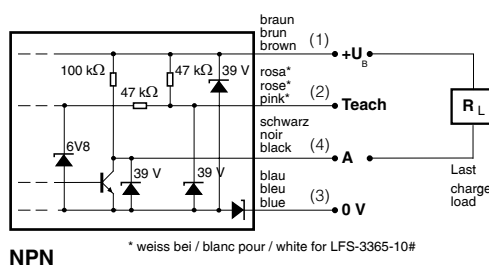 braun
brun
brown
(1)
+UB
100 kΩ
47 kΩ
39 V
47 kΩ
rosa*
rose*
pink*
(2)
Teach
RL
schwarz
noir
black
(4)
A
6V8
39 V
39 V
blau
bleu
blue
(3)
0 V
Last
charge
load
* weiss bei / blanc pour / white for LFS-3365-10#
NPN